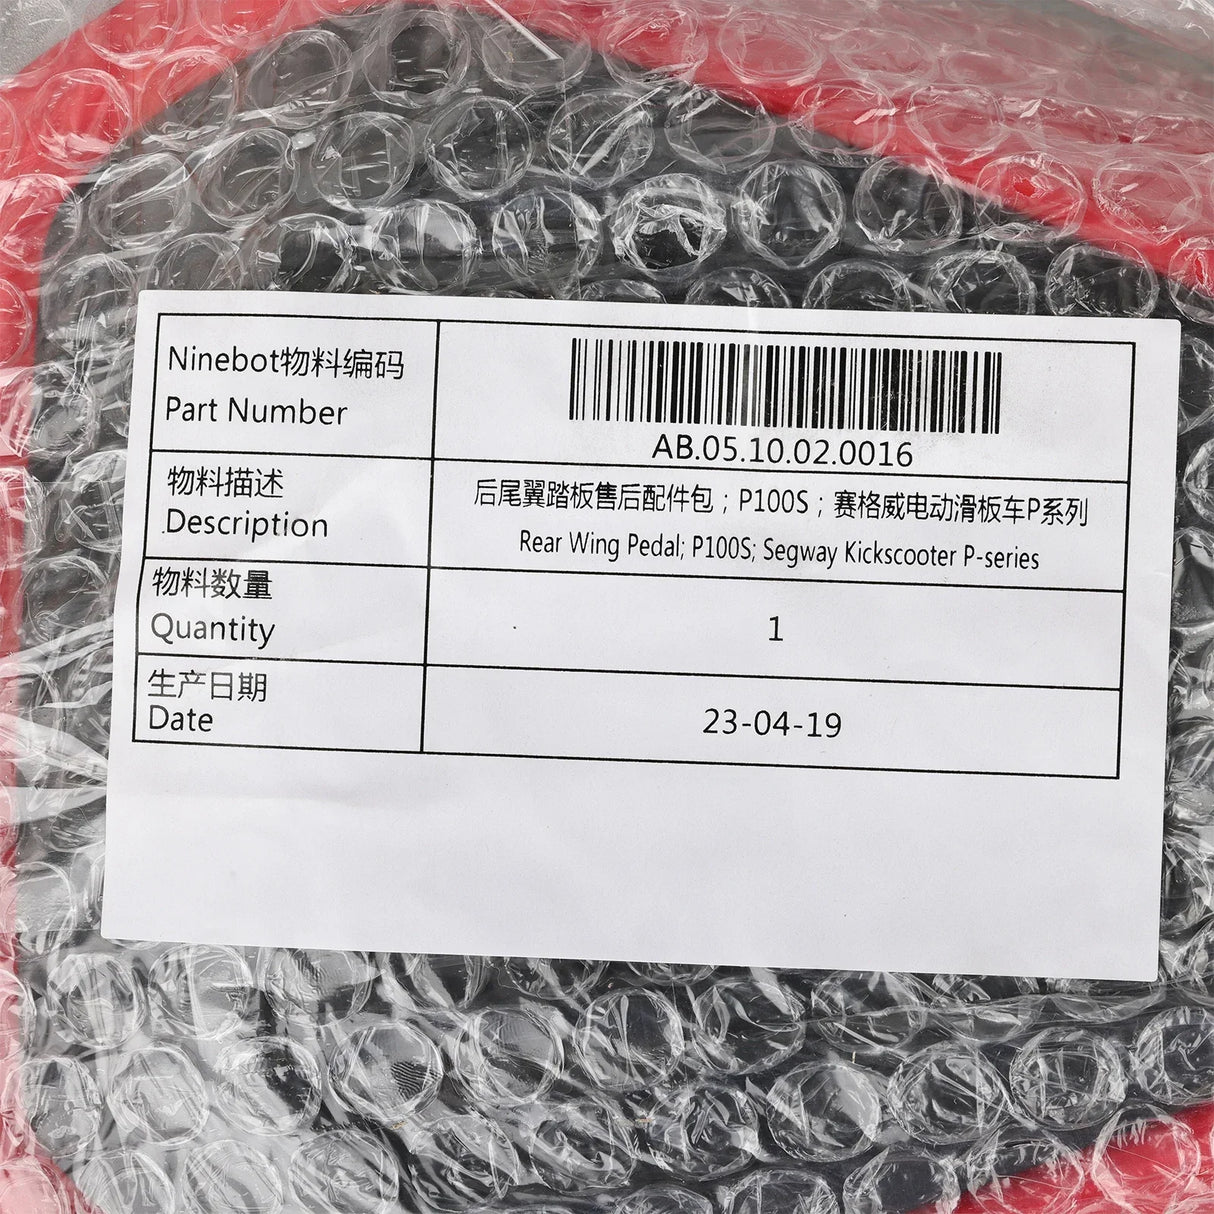 Ninebot物料编码
Part Number
AB.05.10.02.0016
物料描述
Description
后尾翼踏板售后配件包；P100S；赛格威电动滑板车P系列
Rear Wing Pedal; P100S; Segway Kickscooter P-series
物料数量
Quantity
1
生产日期
Date
23-04-19